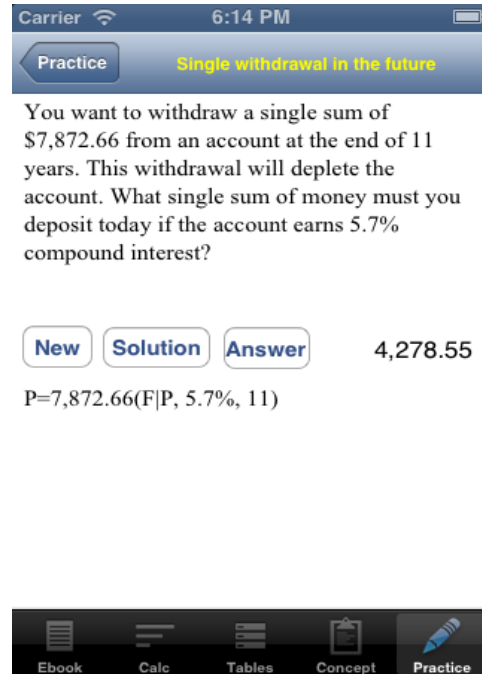 Carrier 6:14 PM
Practice Single withdrawal in the future
You want to withdraw a single sum of
$7,872.66 from an account at the end of 11
years. This withdrawal will deplete the
account. What single sum of money must you
deposit today if the account earns 5.7%
compound interest?
New Solution Answer 4,278.55
P=7,872.66(F|P, 5.7%, 11)
Ebook Calc Tables Concept Practice